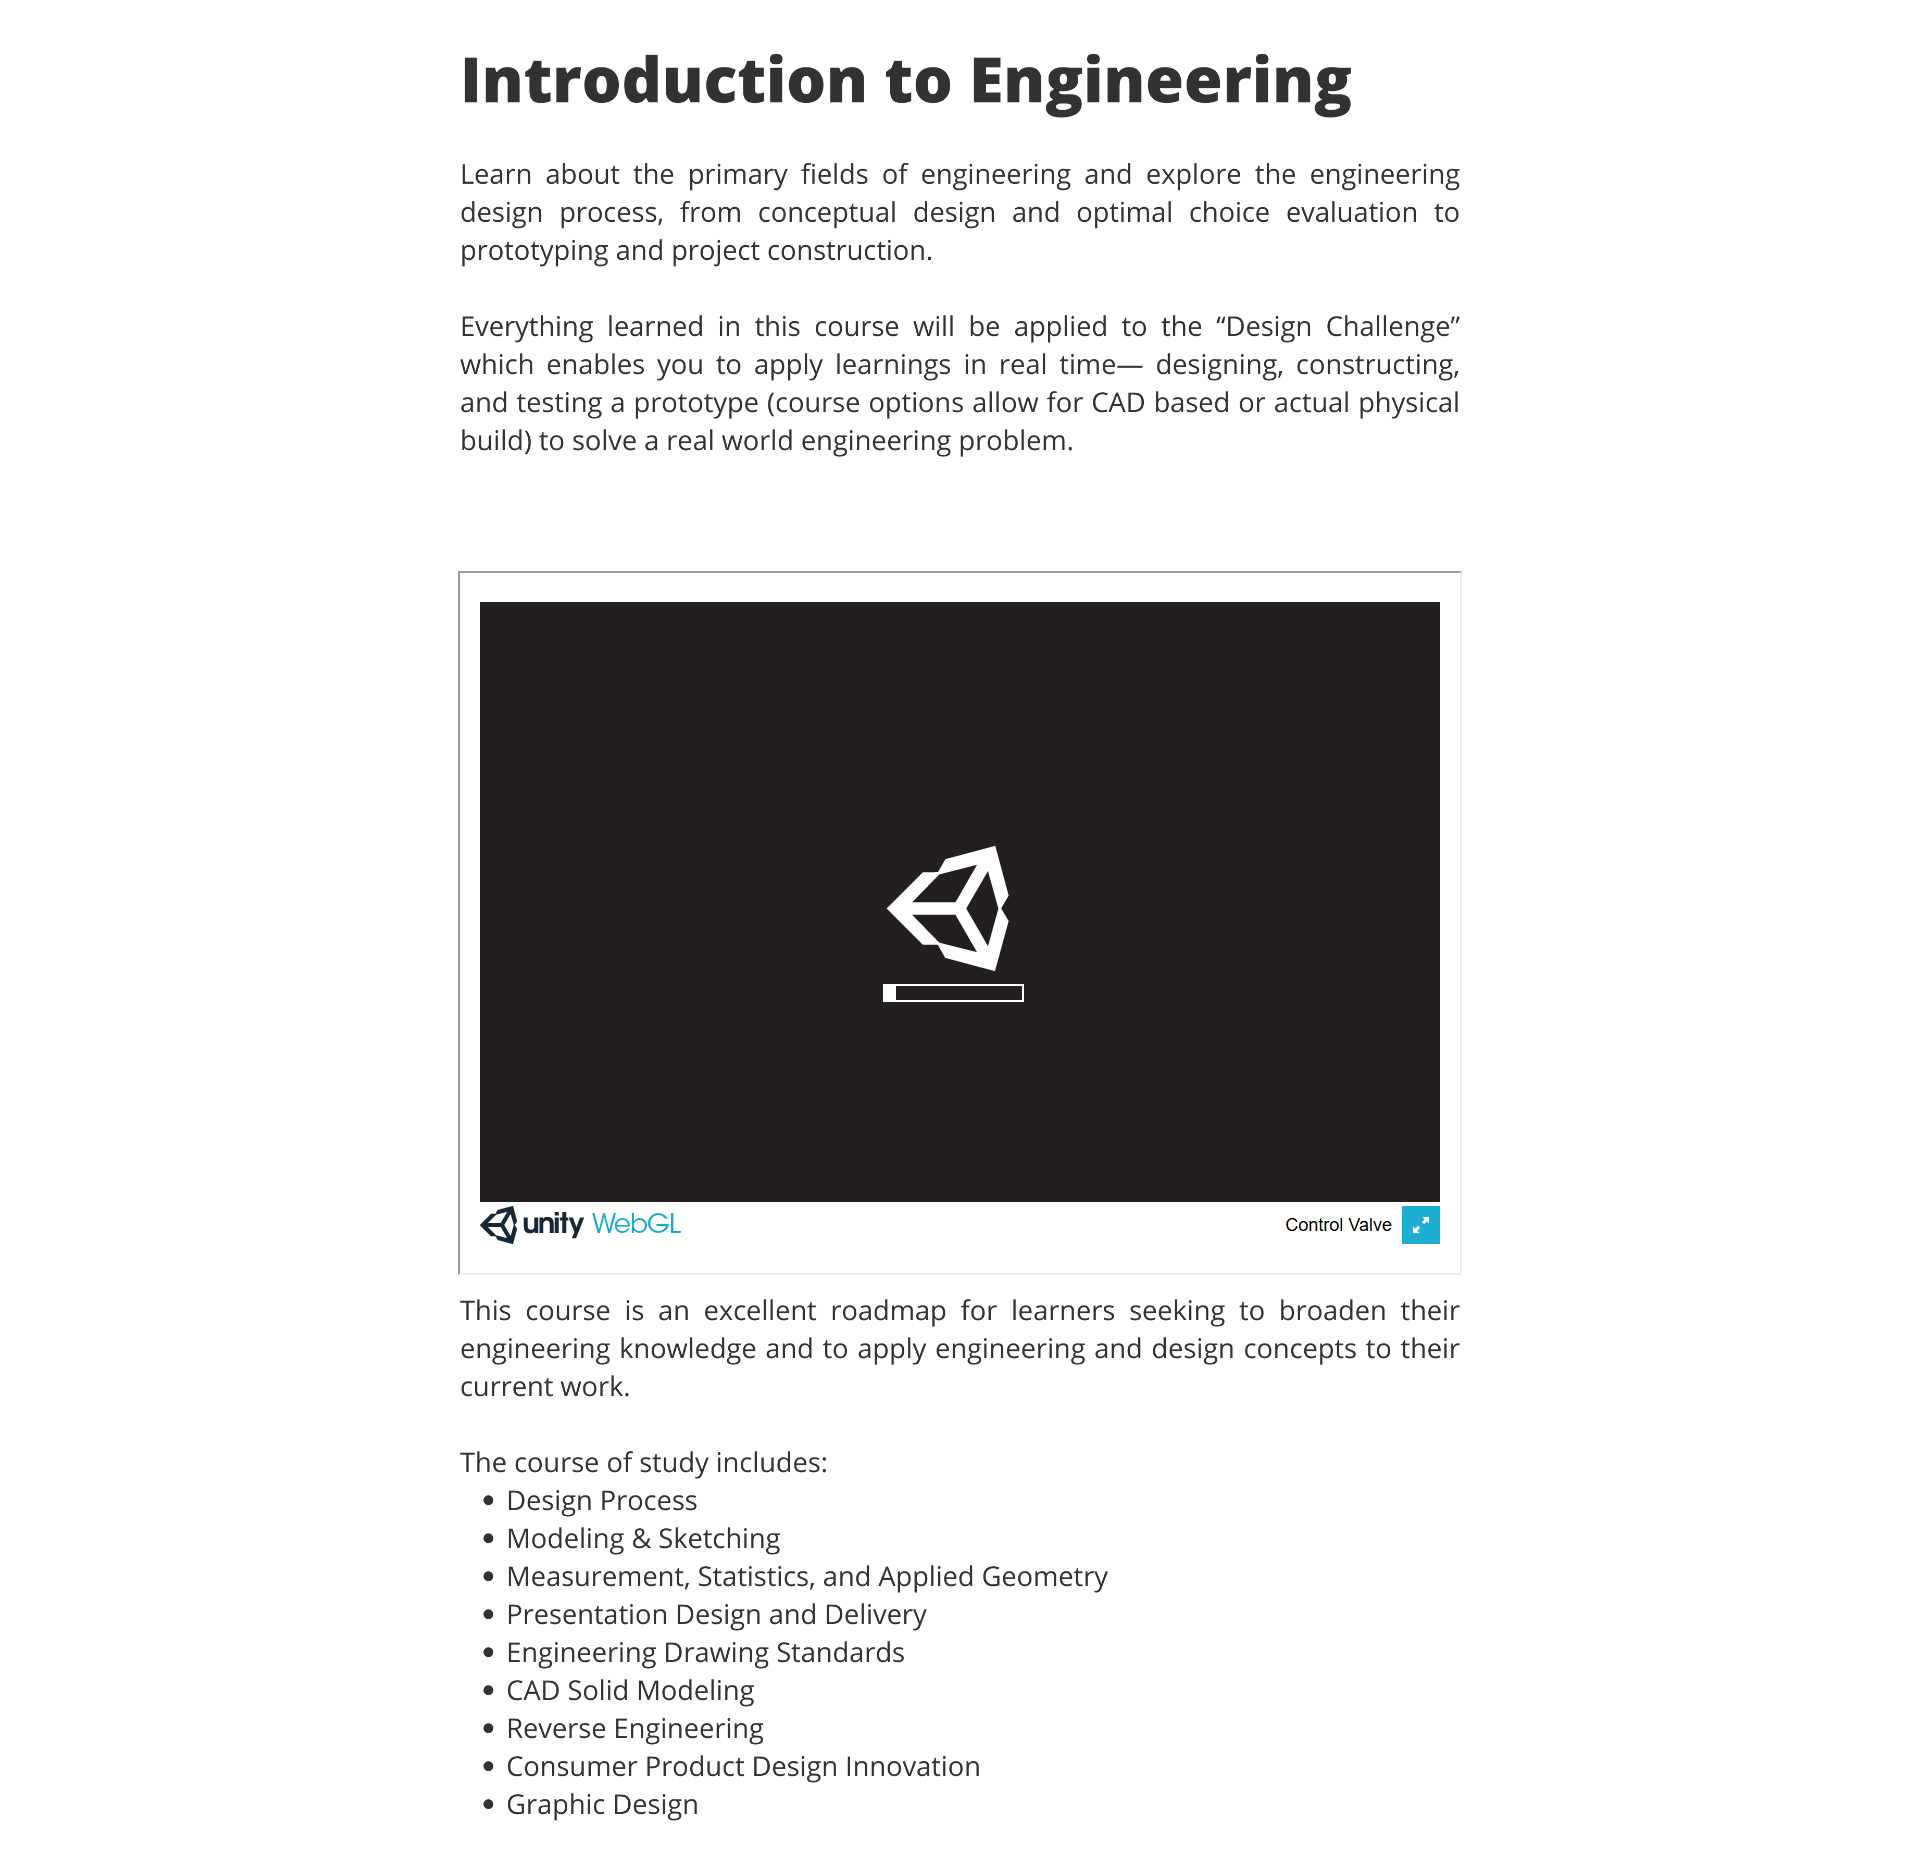 Introduction to Engineering
Learn about the primary fields of engineering and explore the engineering
design process, from conceptual design and optimal choice evaluation to
prototyping and project construction.
Everything learned in this course will be applied to the “Design Challenge”
which enables you to apply learnings in real time— designing, constructing,
and testing a prototype (course options allow for CAD based or actual physical
build) to solve a real world engineering problem.
unity WebGL
Control Valve
This course is an excellent roadmap for learners seeking to broaden their
engineering knowledge and to apply engineering and design concepts to their
current work.
The course of study includes:
• Design Process
• Modeling & Sketching
• Measurement, Statistics, and Applied Geometry
• Presentation Design and Delivery
• Engineering Drawing Standards
• CAD Solid Modeling
• Reverse Engineering
• Consumer Product Design Innovation
• Graphic Design